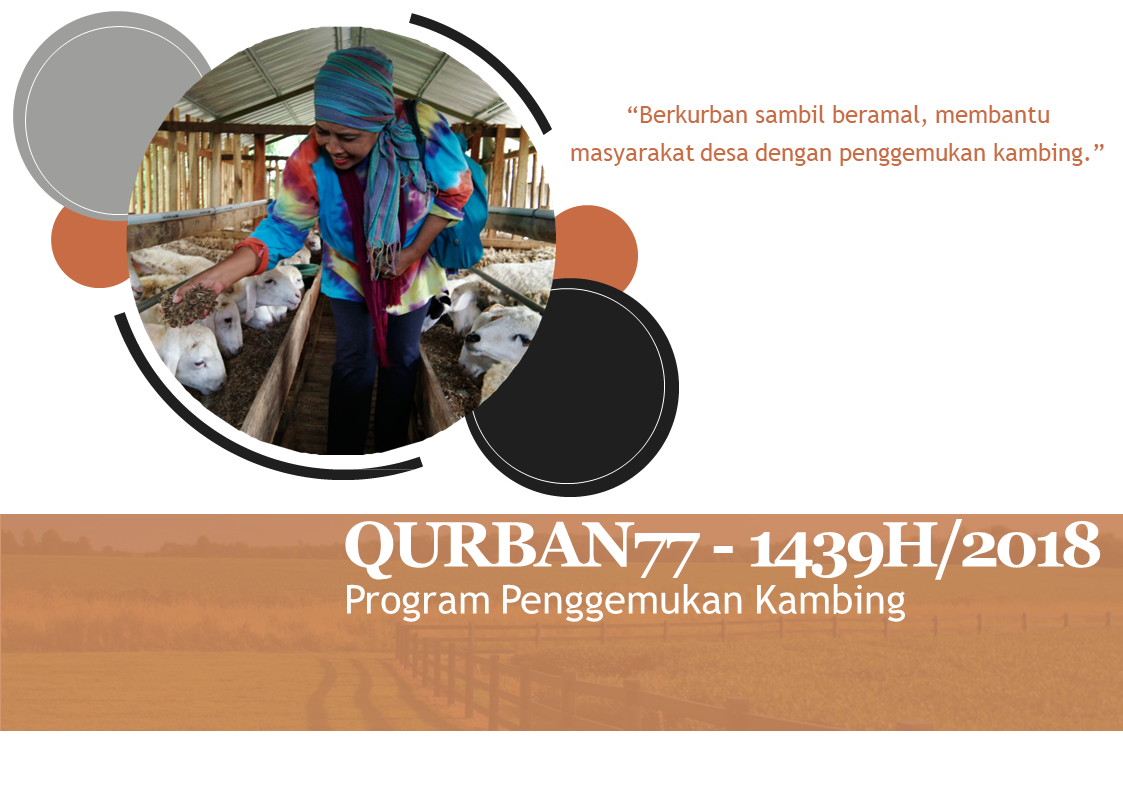 “Berkurban sambil beramal, membantu
masyarakat desa dengan penggemukan kambing.”
QURBAN77 - 1439H/2018
Program Penggemukan Kambing